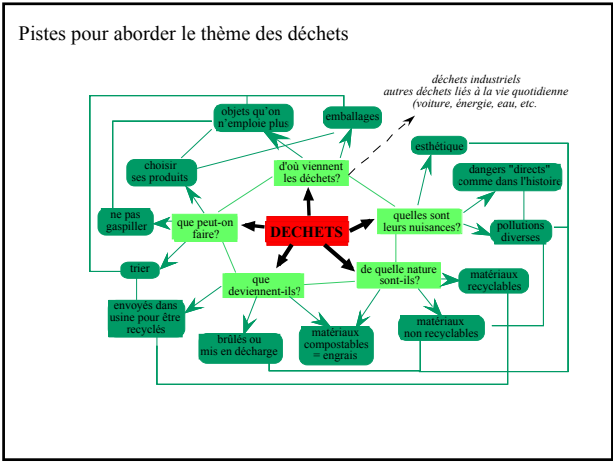 Pistes pour aborder le thème des déchets
déchets industriels
autres déchets liés à la vie quotidienne
(voiture, énergie, eau, etc.
objets qu'on
n'emploie plus
emballages
esthétique
choisir
ses produits
d'où viennent
les déchets?
dangers "directs"
comme dans l'histoire
ne pas
gaspiller
que peut-on
faire?
DECHETS
quelles sont
leurs nuisances?
pollutions
diverses
trier
que
deviennent-ils?
de quelle nature
sont-ils?
matériaux
recyclables
envoyés dans
usine pour être
recyclés
brûlés ou
mis en décharge
matériaux
compostables
= engrais
matériaux
non recyclables